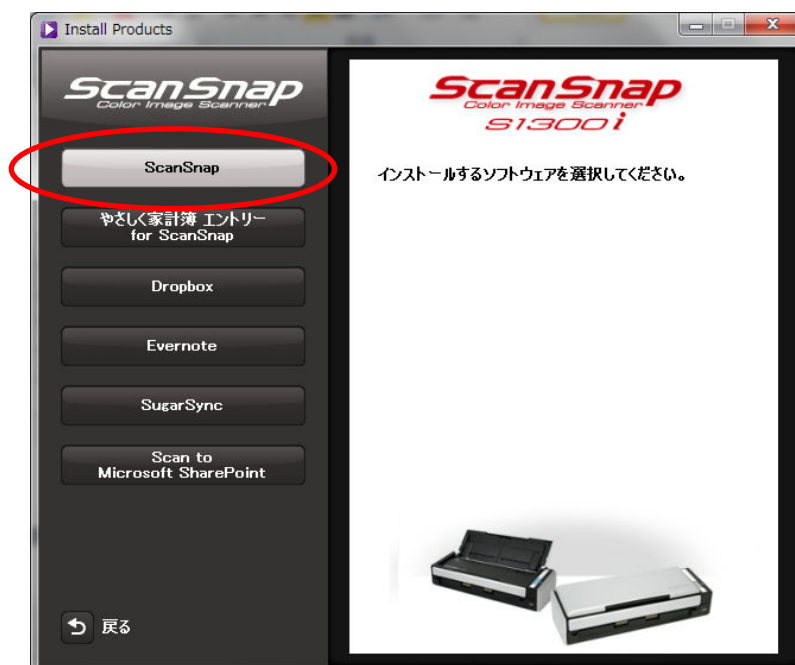 Install Products
ScanSnap
Color Image Scanner
ScanSnap
やさしく家計簿 エントリー
for ScanSnap
Dropbox
Evernote
SugarSync
Scan to
Microsoft SharePoint
戻る
ScanSnap
Color Image Scanner
S1300i
インストールするソフトウェアを選択してください。